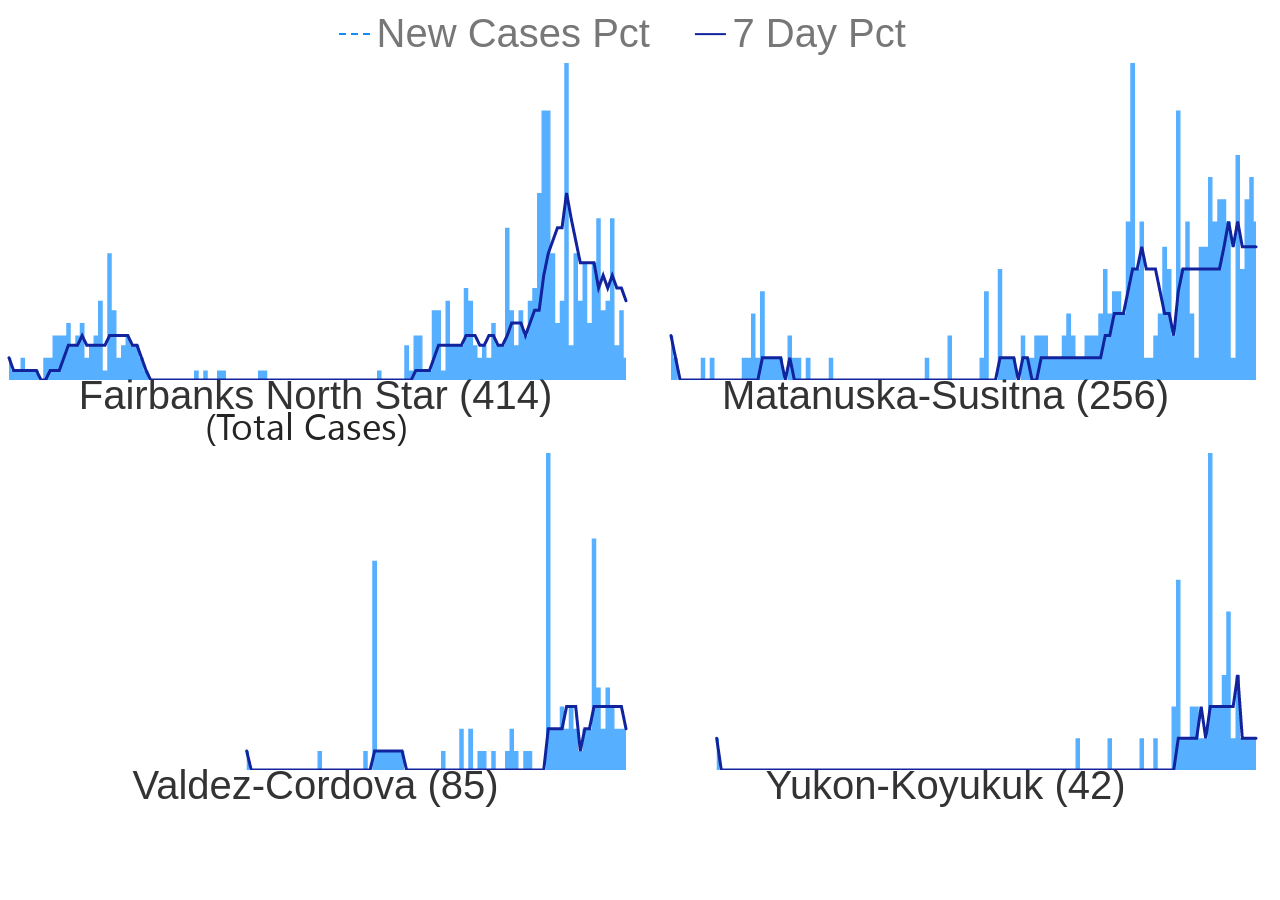 New Cases Pct 7 Day Pct
Fairbanks North Star (414) Matanuska-Susitna (256)
(Total Cases)
Valdez-Cordova (85) Yukon-Koyukuk (42)